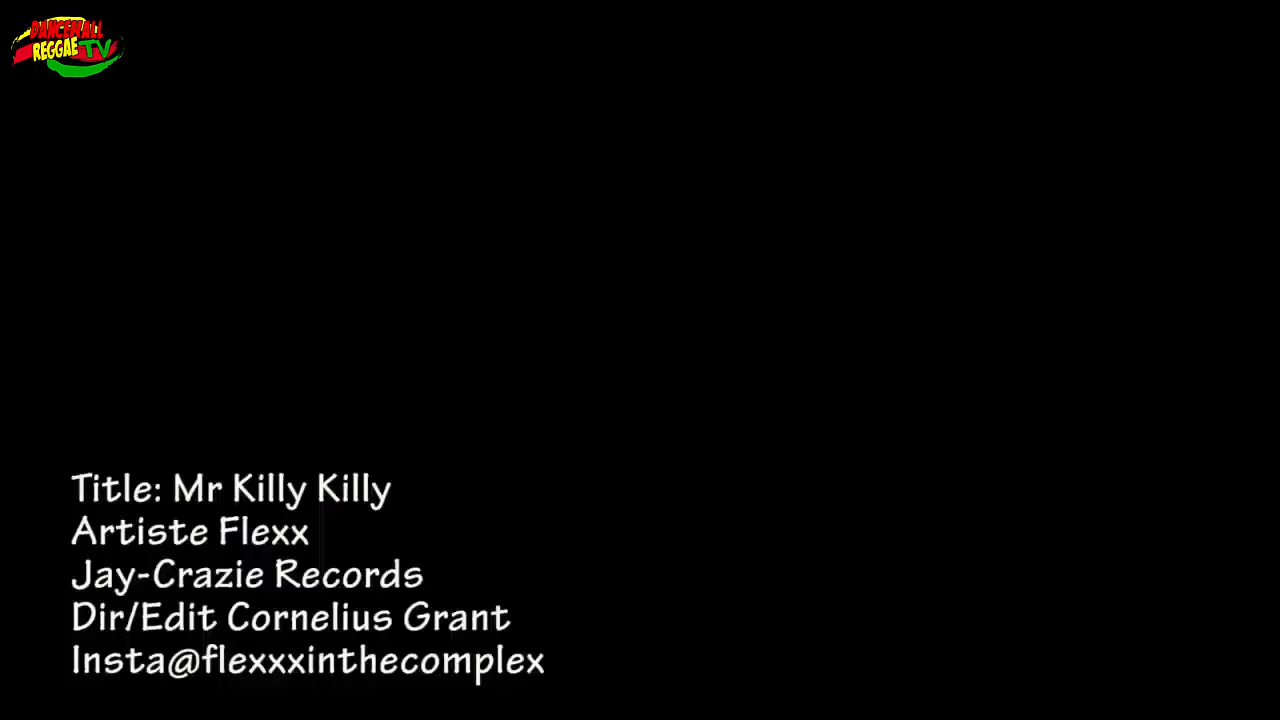 DANCEHALL
REGGAE TV
Title: Mr Killy Killy
Artiste Flexx
Jay-Crazie Records
Dir/Edit Cornelius Grant
Insta@flexxxinthecomplex